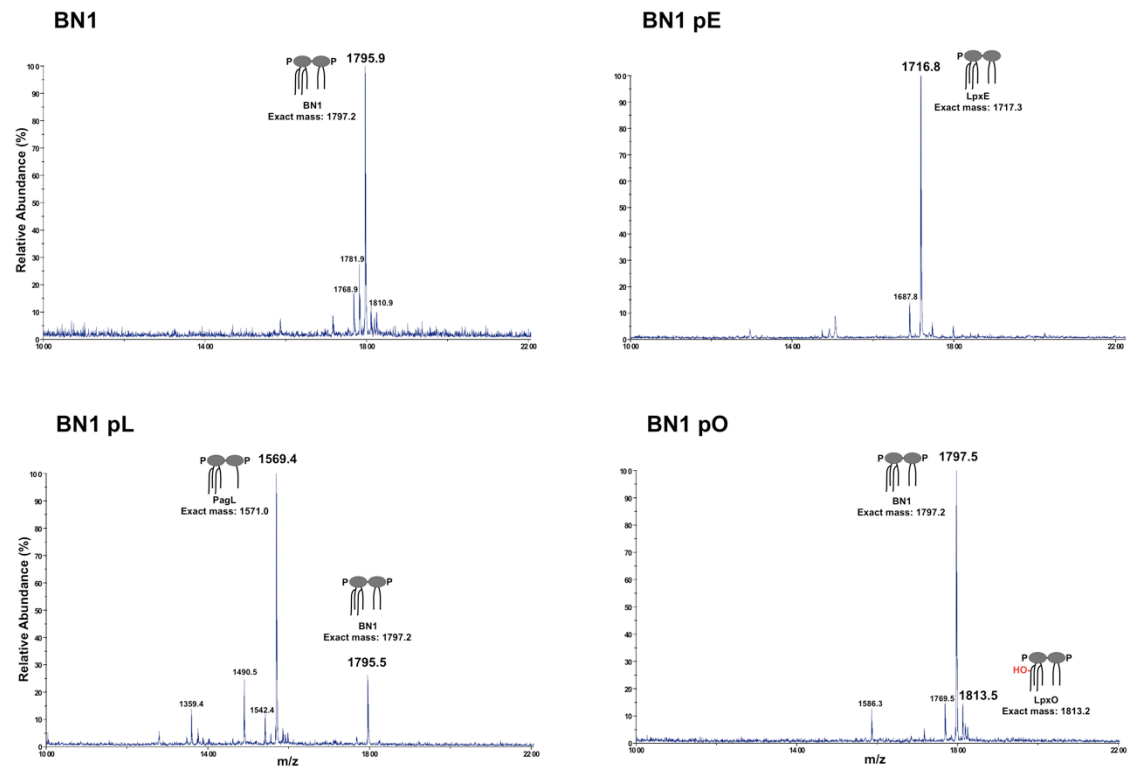 BN1
Relative Abundance (%)
100
90
80
70
60
50
40
30
20
10
0
1000
1400
1800
2200
P P
BN1
Exact mass: 1797.2
1795.9
1781.9
1768.9
1810.9
BN1 pE
100
90
80
70
60
50
40
30
20
10
0
1000
1400
1800
2200
1716.8
LpxE
Exact mass: 1717.3
1687.8
BN1 pL
Relative Abundance (%)
100
90
80
70
60
50
40
30
20
10
0
1000
1400
1800
2200
m/z
P P
PagL
Exact mass: 1571.0
1569.4
P P
BN1
Exact mass: 1797.2
1795.5
1490.5
1359.4
1542.4
BN1 pO
100
90
80
70
60
50
40
30
20
10
0
1000
1400
1800
2200
m/z
P P
BN1
Exact mass: 1797.2
1797.5
P P
HO
LpxO
Exact mass: 1813.2
1813.5
1769.5
1586.3